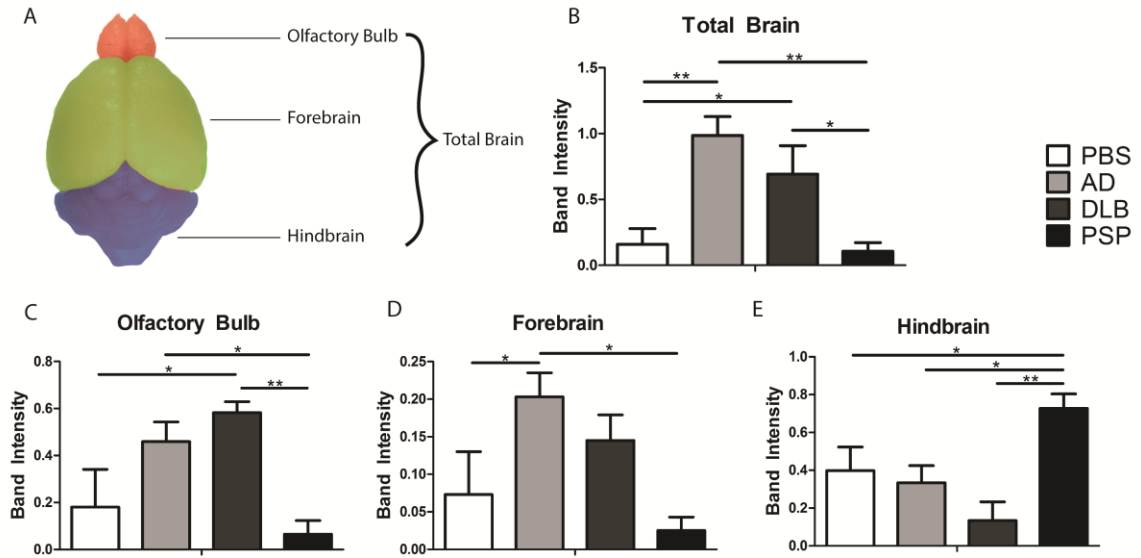 A
Olfactory Bulb
Forebrain
Total Brain
Hindbrain
B
Total Brain
Band Intensity
1.5
1.0
0.5
0.0
**
**
*
*
PBS
AD
DLB
PSP
C
Olfactory Bulb
Band Intensity
0.8
0.6
0.4
0.2
0.0
*
*
**
D
Forebrain
Band Intensity
0.25
0.20
0.15
0.10
0.05
0.00
*
*
E
Hindbrain
Band Intensity
1.0
0.8
0.6
0.4
0.2
0.0
*
*
**